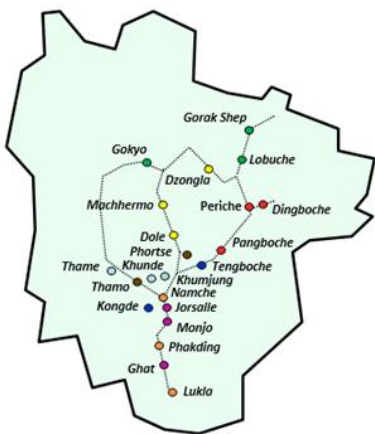 Gorak Shep
Gokyo
Lobuche
Dzongla
Machhermo
Periche
Dingboche
Dole
Phortse
Pangboche
Thame
Khunde
Tengboche
Khumjung
Thamo
Namche
Kongde
Jorsalle
Monjo
Phakding
Ghat
Lukla